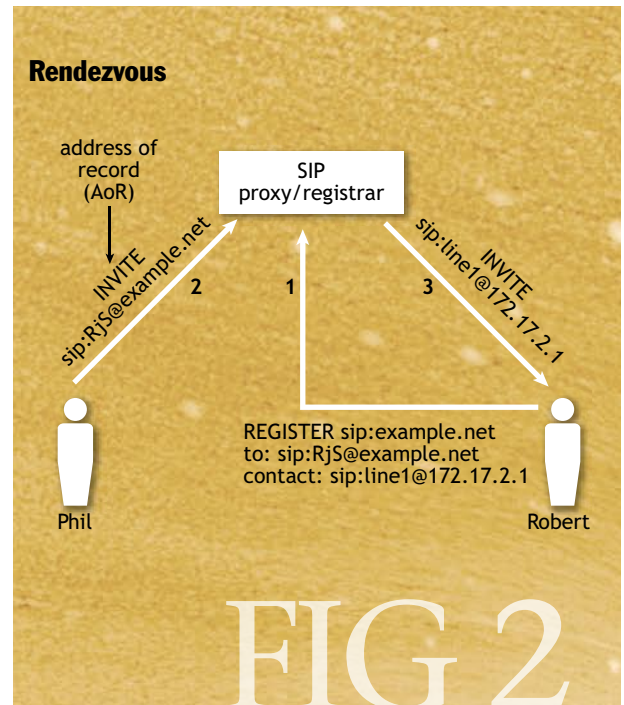 Rendezvous
address of
record
(AoR)
SIP
proxy/registrar
INVITE
sip:RjS@example.net
2
1
3
INVITE
sip:line1@172.17.2.1
REGISTER sip:example.net
to: sip:RjS@example.net
contact: sip:line1@172.17.2.1
Phil
Robert
FIG 2